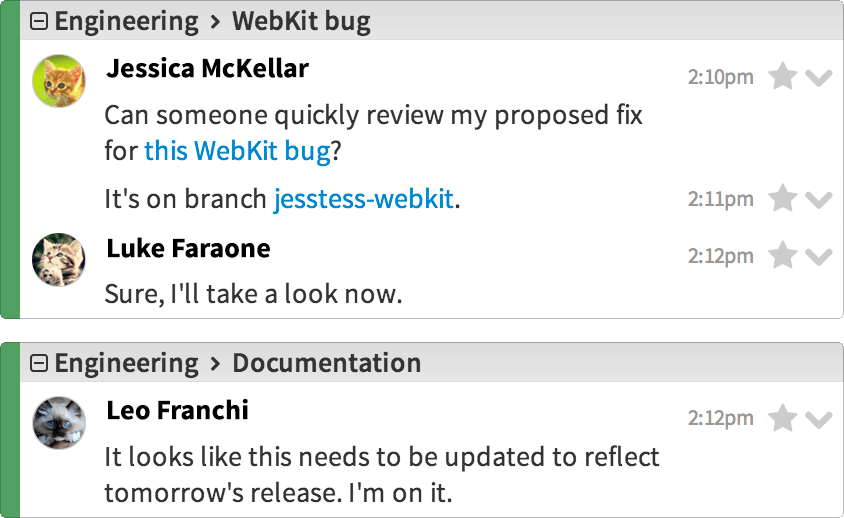 Engineering › WebKit bug
Jessica McKellar 2:10pm
Can someone quickly review my proposed fix
for this WebKit bug?
It's on branch jesstess-webkit. 2:11pm
Luke Faraone 2:12pm
Sure, I'll take a look now.
Engineering › Documentation
Leo Franchi 2:12pm
It looks like this needs to be updated to reflect
tomorrow's release. I'm on it.